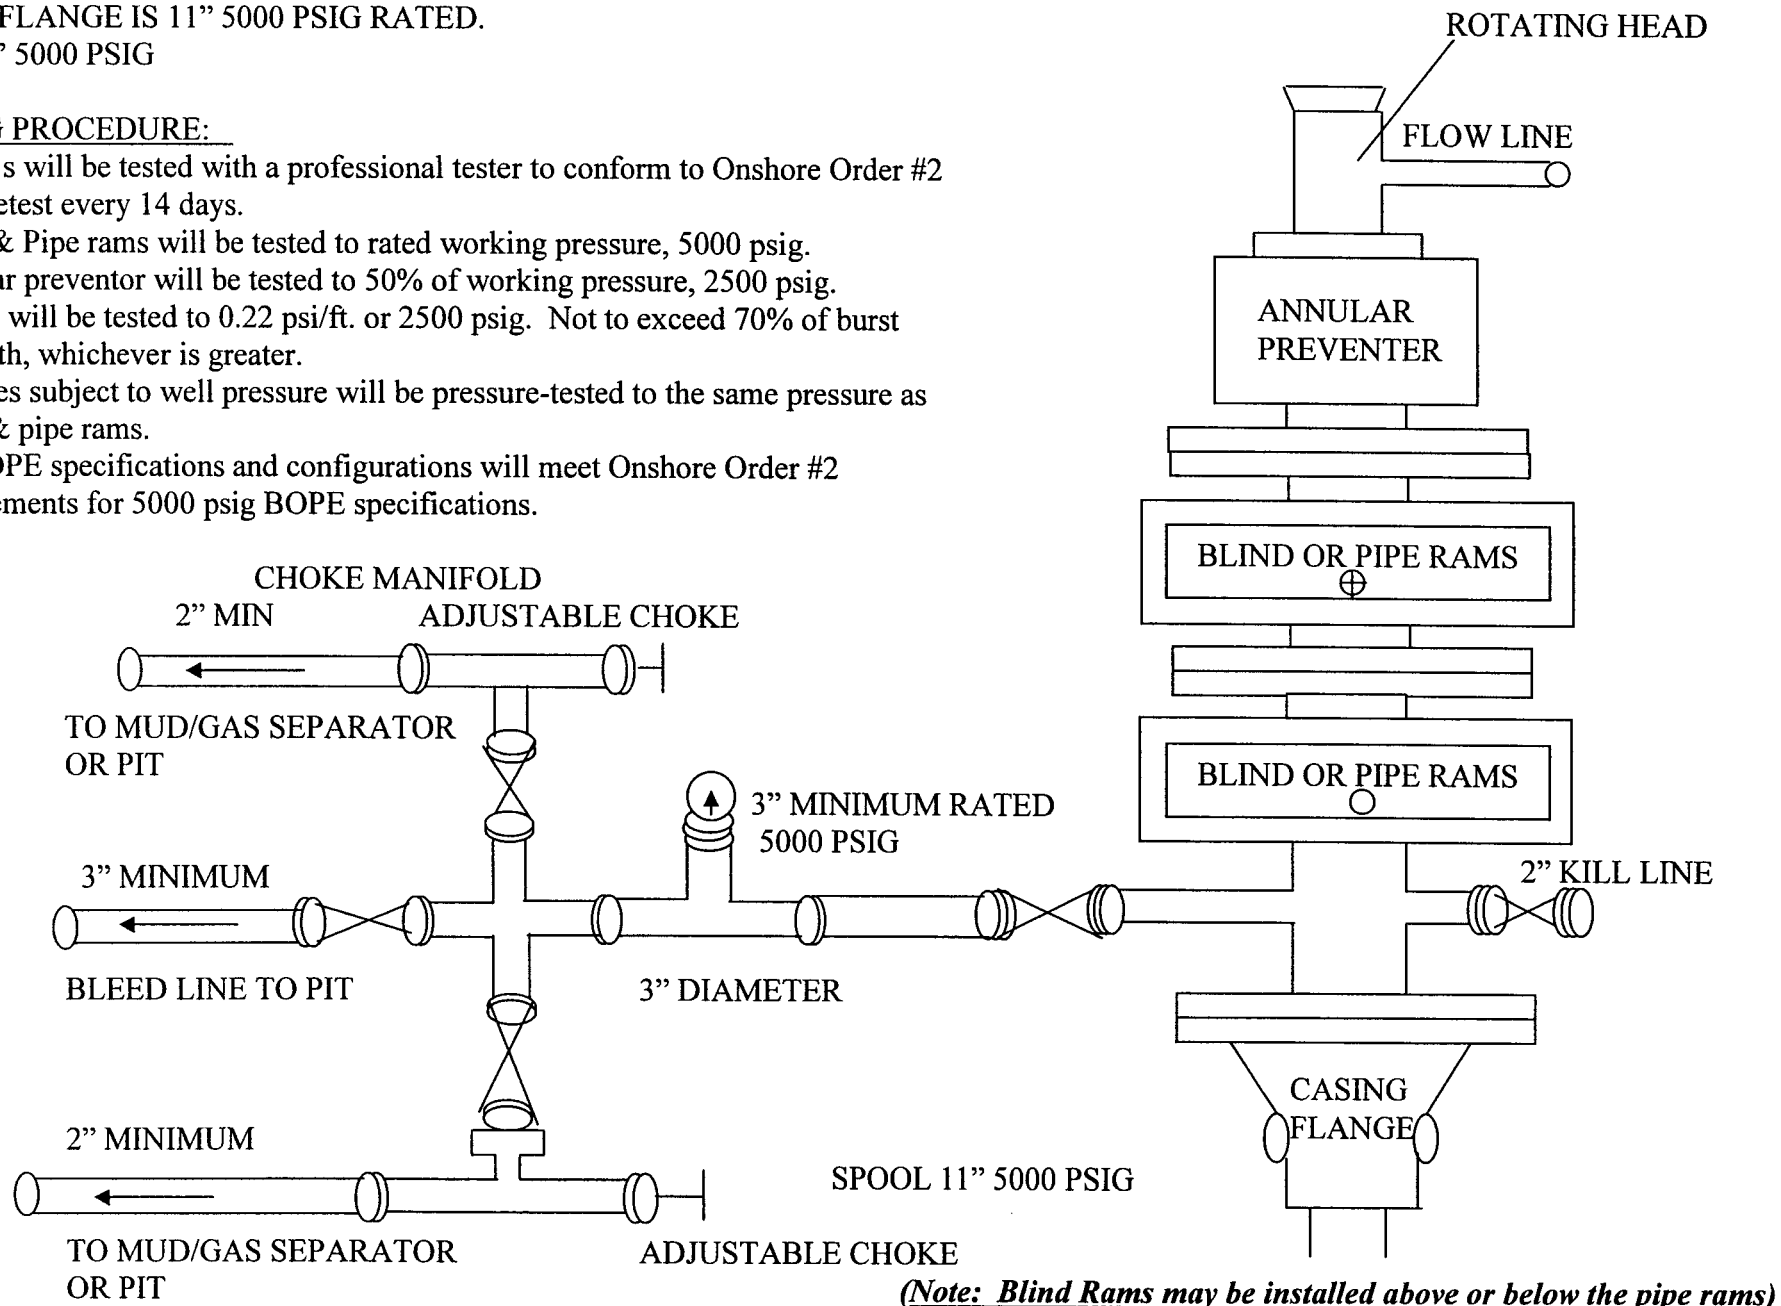 FLANGE IS 11” 5000 PSIG RATED.
” 5000 PSIG
PROCEDURE:
s will be tested with a professional tester to conform to Onshore Order #2
etest every 14 days.
& Pipe rams will be tested to rated working pressure, 5000 psig.
ar preventor will be tested to 50% of working pressure, 2500 psig.
will be tested to 0.22 psi/ft. or 2500 psig. Not to exceed 70% of burst
th, whichever is greater.
es subject to well pressure will be pressure-tested to the same pressure as
& pipe rams.
OPE specifications and configurations will meet Onshore Order #2
ements for 5000 psig BOPE specifications.
ROTATING HEAD
FLOW LINE
ANNULAR
PREVENTER
BLIND OR PIPE RAMS
CHOKE MANIFOLD
2” MIN
ADJUSTABLE CHOKE
TO MUD/GAS SEPARATOR
OR PIT
BLIND OR PIPE RAMS
3” MINIMUM RATED
5000 PSIG
3” MINIMUM
2” KILL LINE
BLEED LINE TO PIT
3” DIAMETER
CASING
FLANGE
2” MINIMUM
SPOOL 11” 5000 PSIG
TO MUD/GAS SEPARATOR
OR PIT
ADJUSTABLE CHOKE
(Note: Blind Rams may be installed above or below the pipe rams)